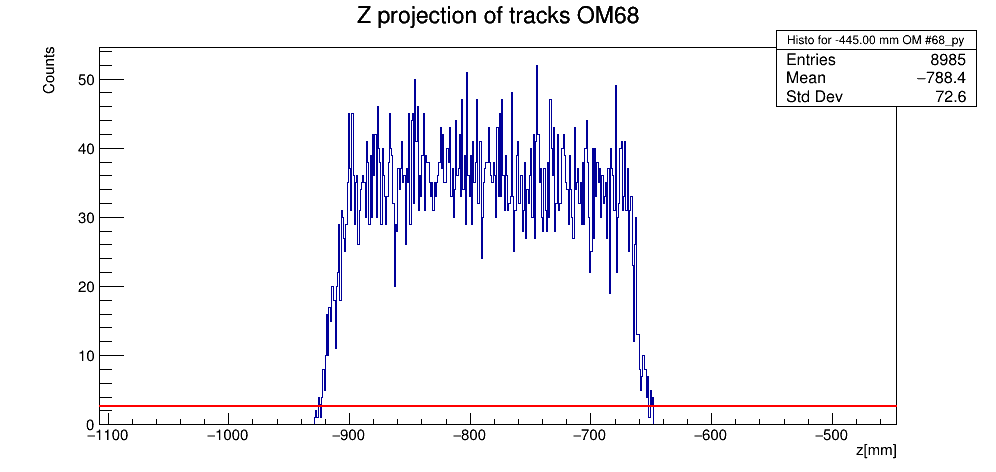 Z projection of tracks OM68
Histo for -445.00 mm OM #68_py
Entries 8985
Mean −788.4
Std Dev 72.6
Counts
50
40
30
20
10
0
−1100 −1000 −900 −800 −700 −600 −500
z[mm]